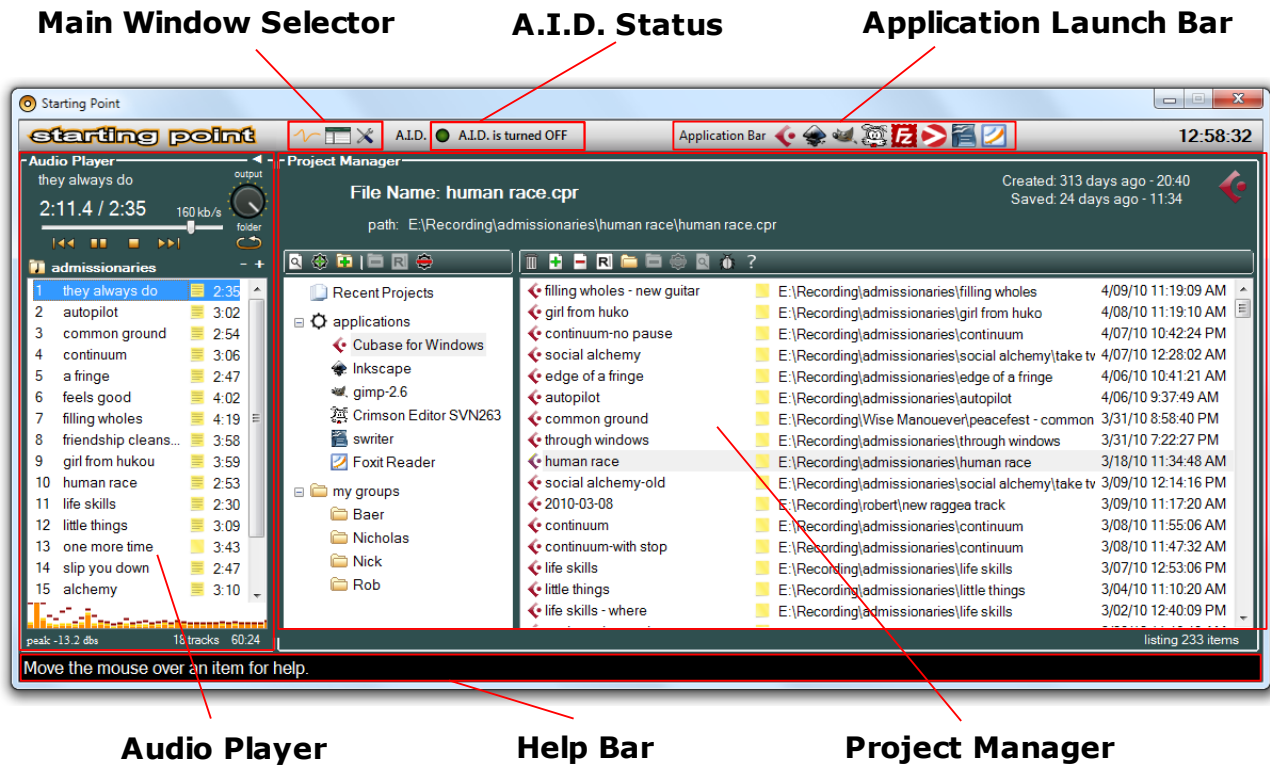 Main Window Selector
A.I.D. Status
Application Launch Bar
Starting Point
starting point
A.I.D.
A.I.D. is turned OFF
Application Bar
12:58:32
Audio Player
they always do
output
2:11.4 / 2:35
160 kb/s
folder
admissionaries - +
1 they always do 2:35
2 autopilot 3:02
3 common ground 2:54
4 continuum 3:06
5 a fringe 2:47
6 feels good 4:02
7 filling wholes 4:19
8 friendship cleans... 3:58
9 girl from hukou 3:59
10 human race 2:53
11 life skills 2:30
12 little things 3:09
13 one more time 3:43
14 slip you down 2:47
15 alchemy 3:10
peak -13.2 dbs 18 tracks 60:24
Project Manager
File Name: human race.cpr
path: E:\Recording\admissionaries\human race\human race.cpr
Created: 313 days ago - 20:40
Saved: 24 days ago - 11:34
R
R ?
Recent Projects
applications
Cubase for Windows
Inkscape
gimp-2.6
Crimson Editor SVN263
swriter
Foxit Reader
my groups
Baer
Nicholas
Nick
Rob
filling wholes - new guitar E:\Recording\admissionaries\filling wholes 4/09/10 11:19:09 AM
girl from huko E:\Recording\admissionaries\girl from huko 4/08/10 11:19:10 AM
continuum-no pause E:\Recording\admissionaries\continuum 4/07/10 10:42:24 PM
social alchemy E:\Recording\admissionaries\social alchemy\take tv 4/07/10 12:28:02 AM
edge of a fringe E:\Recording\admissionaries\edge of a fringe 4/06/10 10:41:21 AM
autopilot E:\Recording\admissionaries\autopilot 4/06/10 9:37:49 AM
common ground E:\Recording\Wise Manouever\peacefest - common 3/31/10 8:58:40 PM
through windows E:\Recording\admissionaries\through windows 3/31/10 7:22:27 PM
human race E:\Recording\admissionaries\human race 3/18/10 11:34:48 AM
social alchemy-old E:\Recording\admissionaries\social alchemy\take tv 3/09/10 12:14:16 PM
2010-03-08 E:\Recording\robert\new raggea track 3/09/10 11:17:20 AM
continuum E:\Recording\admissionaries\continuum 3/08/10 11:55:06 AM
continuum-with stop E:\Recording\admissionaries\continuum 3/08/10 11:47:32 AM
life skills E:\Recording\admissionaries\life skills 3/07/10 12:53:06 PM
little things E:\Recording\admissionaries\little things 3/04/10 11:10:20 AM
life skills - where E:\Recording\admissionaries\life skills 3/02/10 12:40:09 PM
listing 233 items
Move the mouse over an item for help.
Audio Player
Help Bar
Project Manager